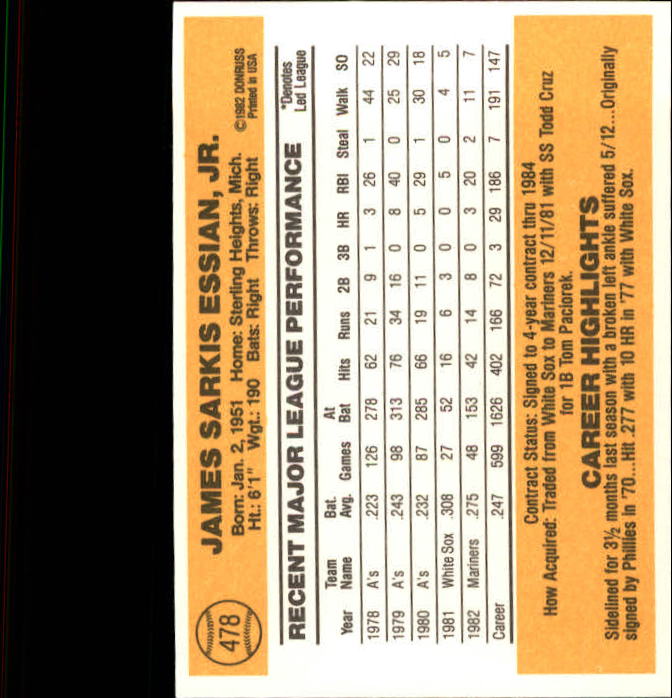 478
JAMES SARKIS ESSIAN, JR.
Born: Jan. 2, 1951 Home: Sterling Heights, Mich.
Ht.: 6'1" Wgt.: 190 Bats: Right Throws: Right
©1982 DONRUSS
Printed in USA
RECENT MAJOR LEAGUE PERFORMANCE
*Denotes
Led League
Year Team Name Bat. Avg. Games At Bat Hits Runs 2B 3B HR RBI Steal Walk SO
1978 A's .223 126 278 62 21 9 1 3 26 1 44 22
1979 A's .243 98 313 76 34 16 0 8 40 0 25 29
1980 A's .232 87 285 66 19 11 0 5 29 1 30 18
1981 White Sox .308 27 52 16 6 3 0 0 5 0 4 5
1982 Mariners .275 48 153 42 14 8 0 3 20 2 11 7
Career .247 599 1626 402 166 72 3 29 186 7 191 147
Contract Status: Signed to 4-year contract thru 1984
How Acquired: Traded from White Sox to Mariners 12/11/81 with SS Todd Cruz
for 1B Tom Paciorek.
CAREER HIGHLIGHTS
Sidelined for 3½ months last season with a broken left ankle suffered 5/12...Originally
signed by Phillies in '70...Hit .277 with 10 HR in '77 with White Sox.